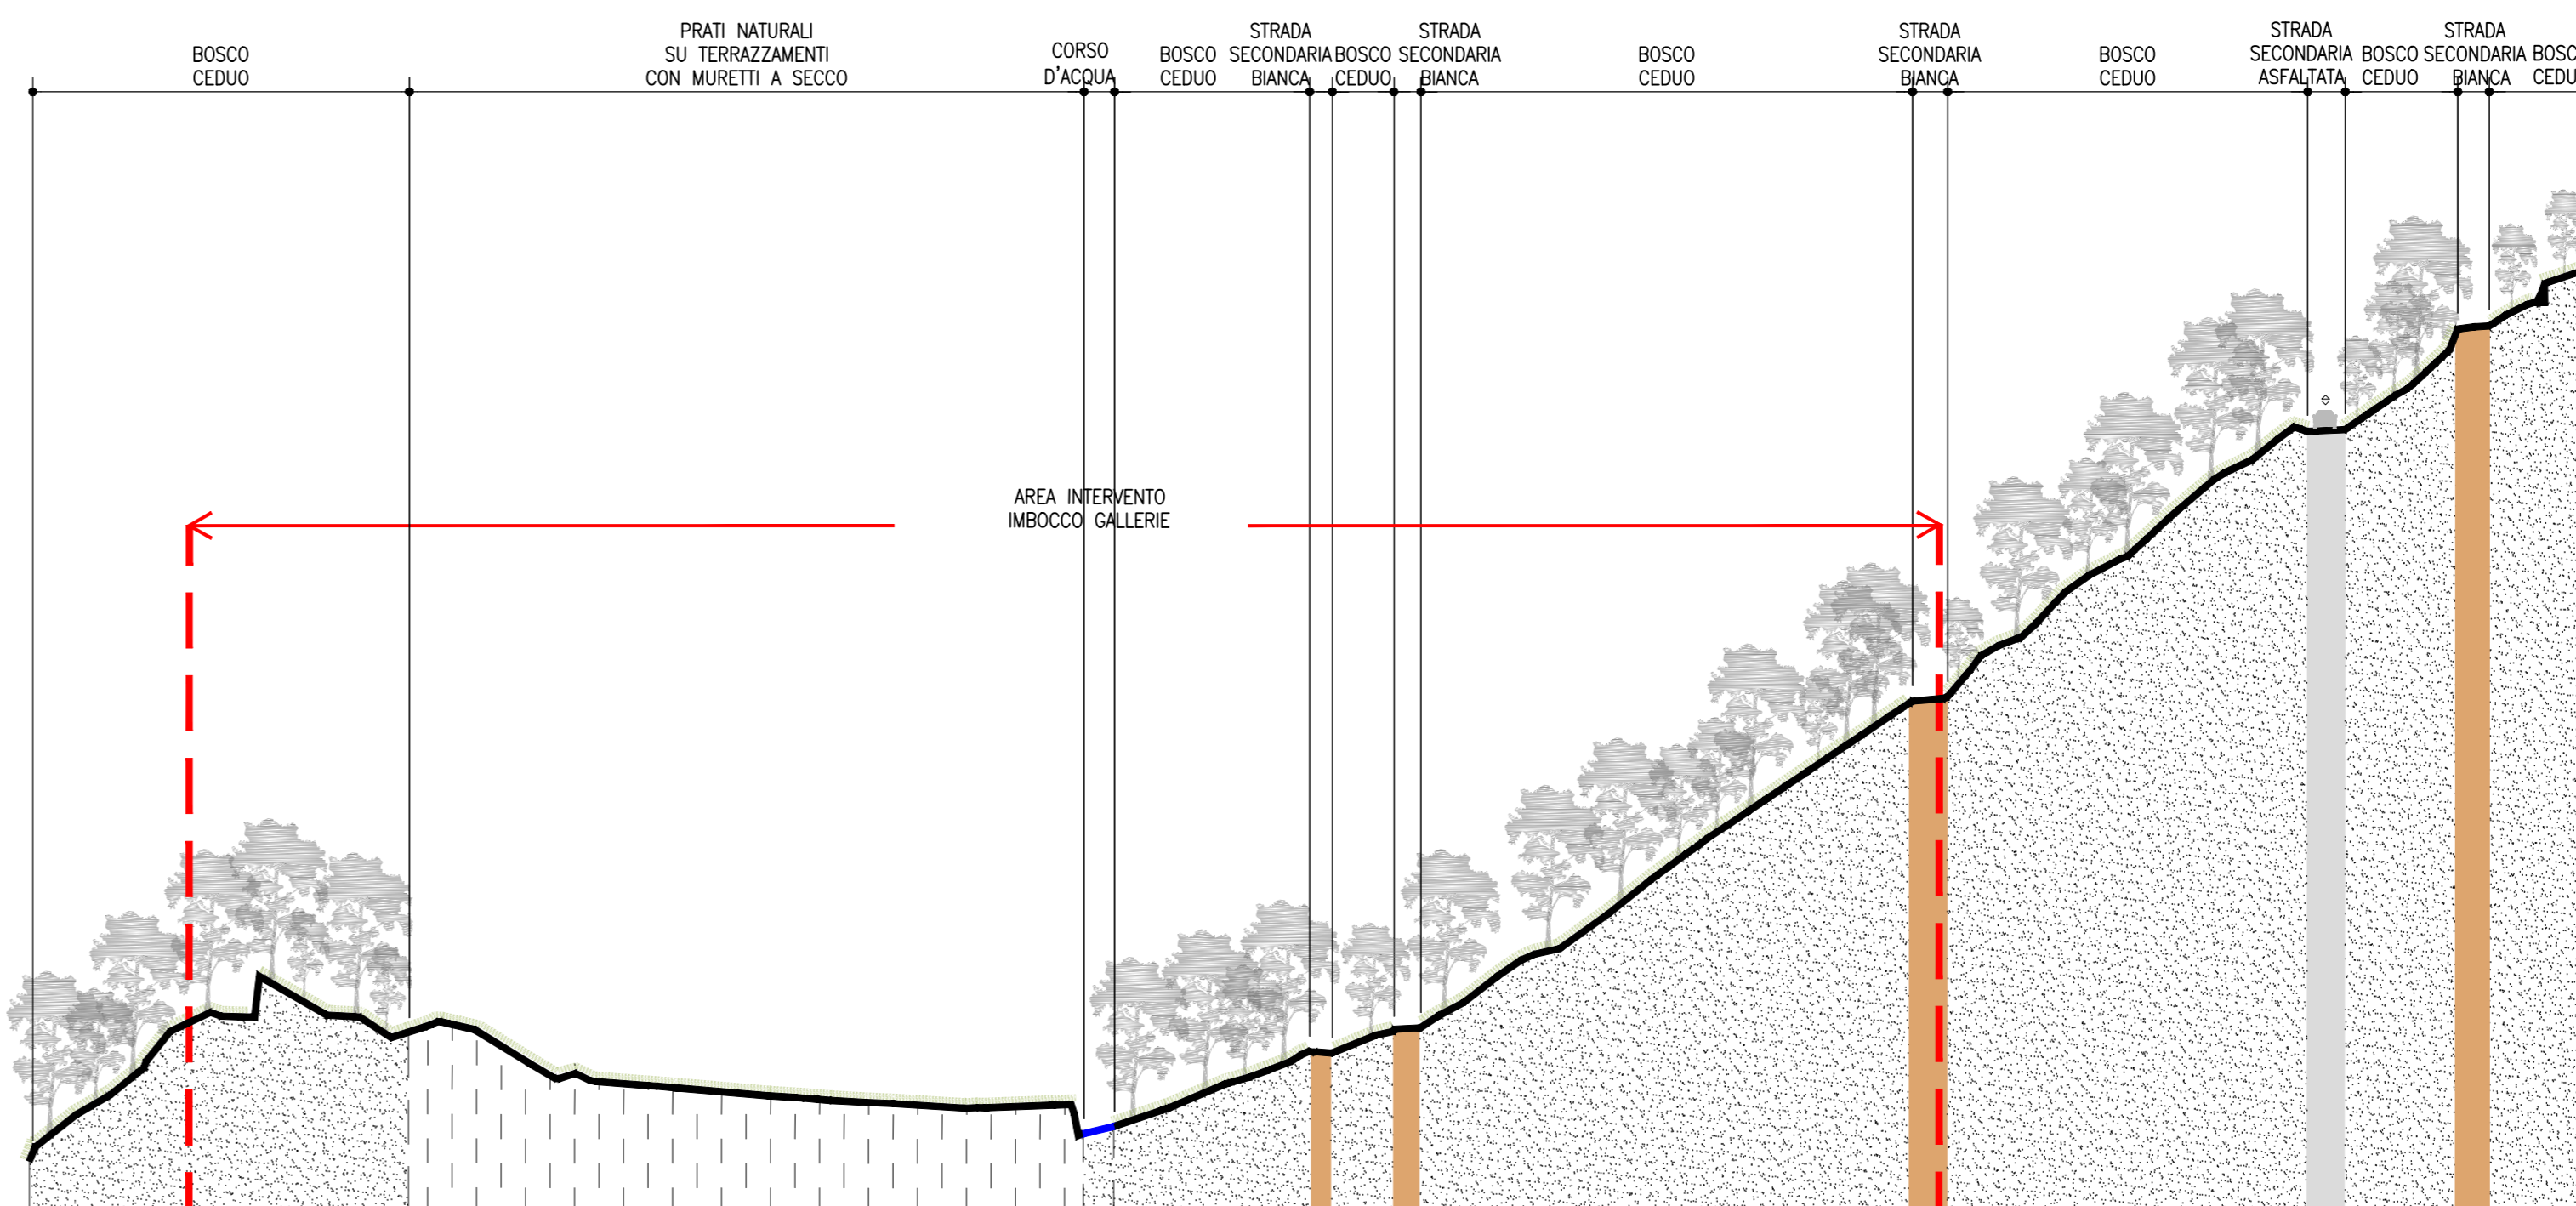 BOSCO
CEDUO
PRATI NATURALI
SU TERRAZZAMENTI
CON MURETTI A SECCO
CORSO
D'ACQUA
BOSCO
CEDUO
STRADA
SECONDARIA
BIANCA
BOSCO
CEDUO
STRADA
SECONDARIA
BIANCA
BOSCO
CEDUO
STRADA
SECONDARIA
BIANCA
BOSCO
CEDUO
STRADA
SECONDARIA
ASFALTATA
BOSCO
CEDUO
STRADA
SECONDARIA
BIANCA
BOSC
CEDU
AREA INTERVENTO
IMBOCCO GALLERIE